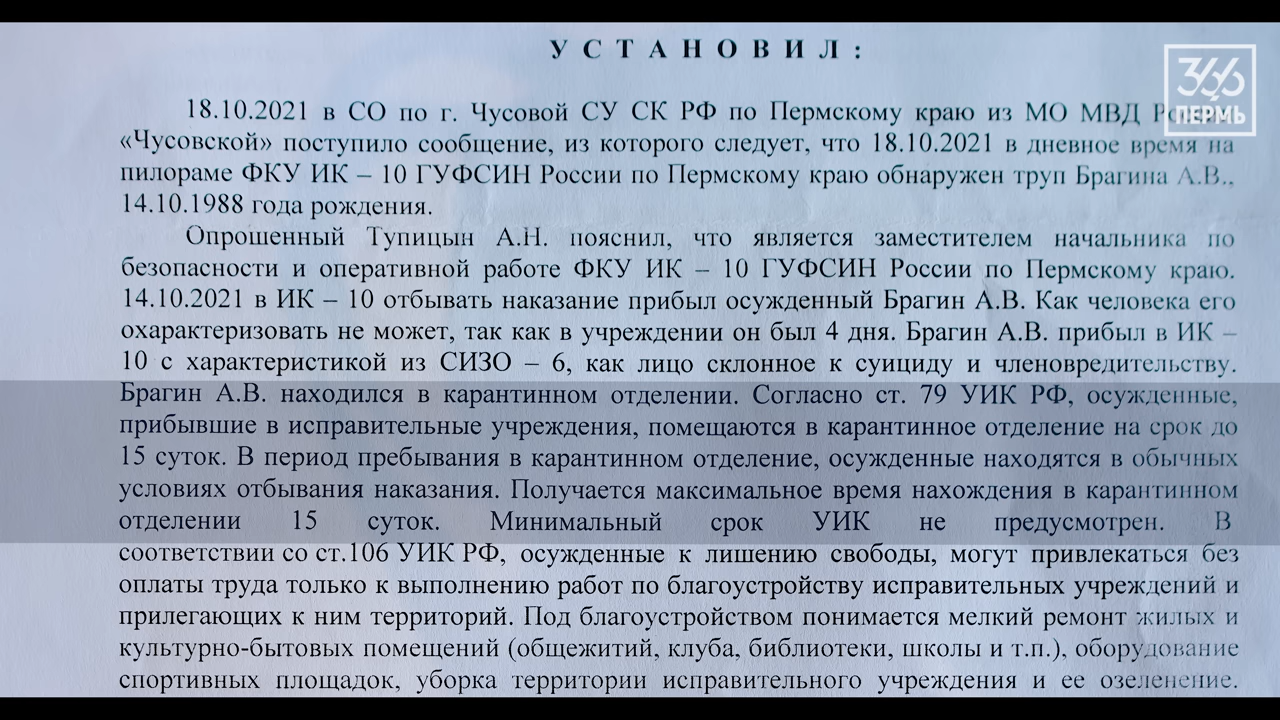 УСТАНОВИЛ:
366
ПЕРМЬ
18.10.2021 в СО по г. Чусовой СУ СК РФ по Пермскому краю из МО МВД
«Чусовской» поступило сообщение, из которого следует, что 18.10.2021 в дневное время на
пилораме ФКУ ИК – 10 ГУФСИН России по Пермскому краю обнаружен труп Брагина А.В.,
14.10.1988 года рождения.
Опрошенный Тупицын А.Н. пояснил, что является заместителем начальника по
безопасности и оперативной работе ФКУ ИК – 10 ГУФСИН России по Пермскому краю.
14.10.2021 в ИК – 10 отбывать наказание прибыл осужденный Брагин А.В. Как человека его
охарактеризовать не может, так как в учреждении он был 4 дня. Брагин А.В. прибыл в ИК –
10 с характеристикой из СИЗО – 6, как лицо склонное к суициду и членовредительству.
Брагин А.В. находился в карантинном отделении. Согласно ст. 79 УИК РФ, осужденные,
прибывшие в исправительные учреждения, помещаются в карантинное отделение на срок до
15 суток. В период пребывания в карантинном отделение, осужденные находятся в обычных
условиях отбывания наказания. Получается максимальное время нахождения в карантинном
отделении 15 суток. Минимальный срок УИК не предусмотрен. В
соответствии со ст.106 УИК РФ, осужденные к лишению свободы, могут привлекаться без
оплаты труда только к выполнению работ по благоустройству исправительных учреждений и
прилегающих к ним территорий. Под благоустройством понимается мелкий ремонт жилых и
культурно-бытовых помещений (общежитий, клуба, библиотеки, школы и т.п.), оборудование
спортивных площадок, уборка территории исправительного учреждения и ее озеленение.